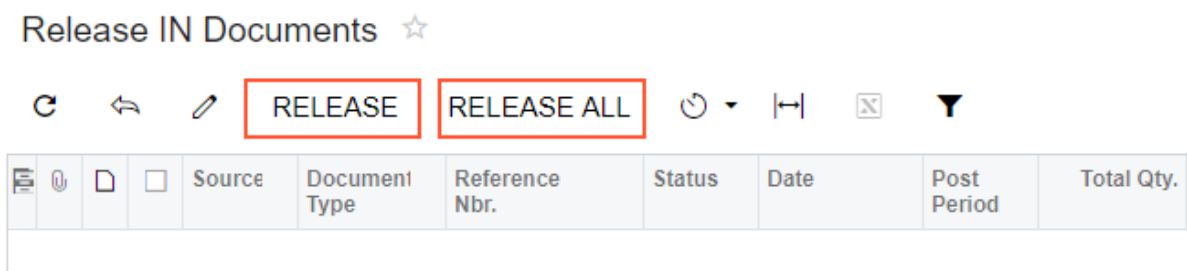 Release IN Documents
RELEASE RELEASE ALL
Source Document Type Reference Nbr. Status Date Post Period Total Qty.